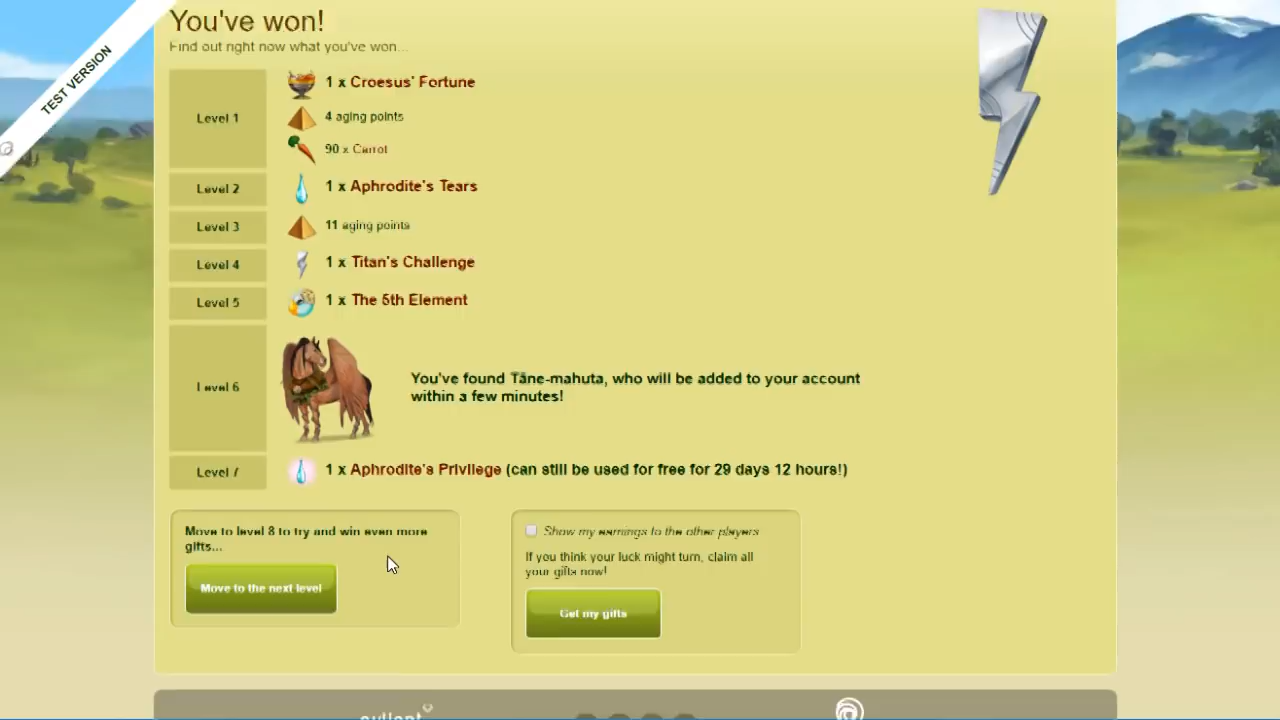 You've won!
Find out right now what you've won...
TEST VERSION
Level 1
1 x Croesus' Fortune
4 aging points
90 x Carrot
Level 2
1 x Aphrodite's Tears
Level 3
11 aging points
Level 4
1 x Titan's Challenge
Level 5
1 x The 5th Element
Level 6
You've found Tāne-mahuta, who will be added to your account
within a few minutes!
Level 7
1 x Aphrodite's Privilege (can still be used for free for 29 days 12 hours!)
Move to level 8 to try and win even more
gifts...
Move to the next level
Show my earnings to the other players
If you think your luck might turn, claim all
your gifts now!
Get my gifts